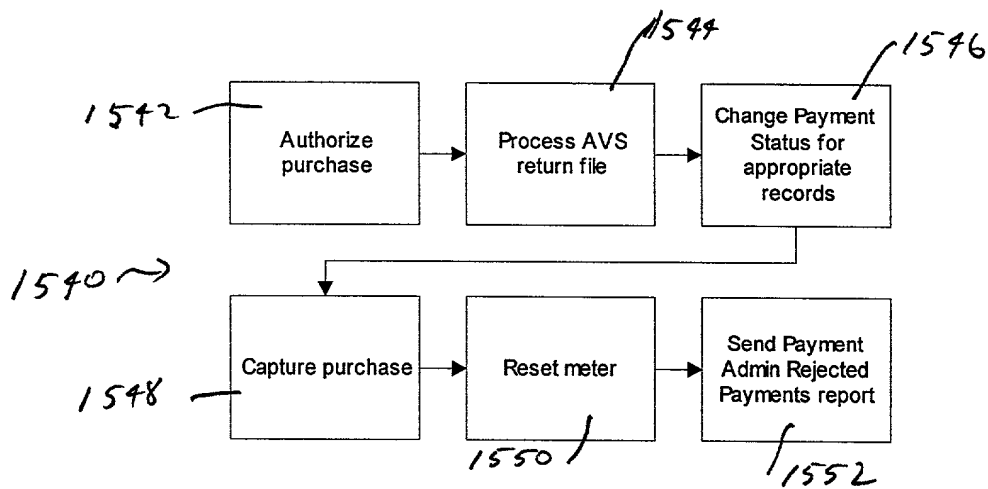 1544
1546
1542
Authorize
purchase
Process AVS
return file
Change Payment
Status for
appropriate
records
1540
Capture purchase
Reset meter
Send Payment
Admin Rejected
Payments report
1548
1550
1552